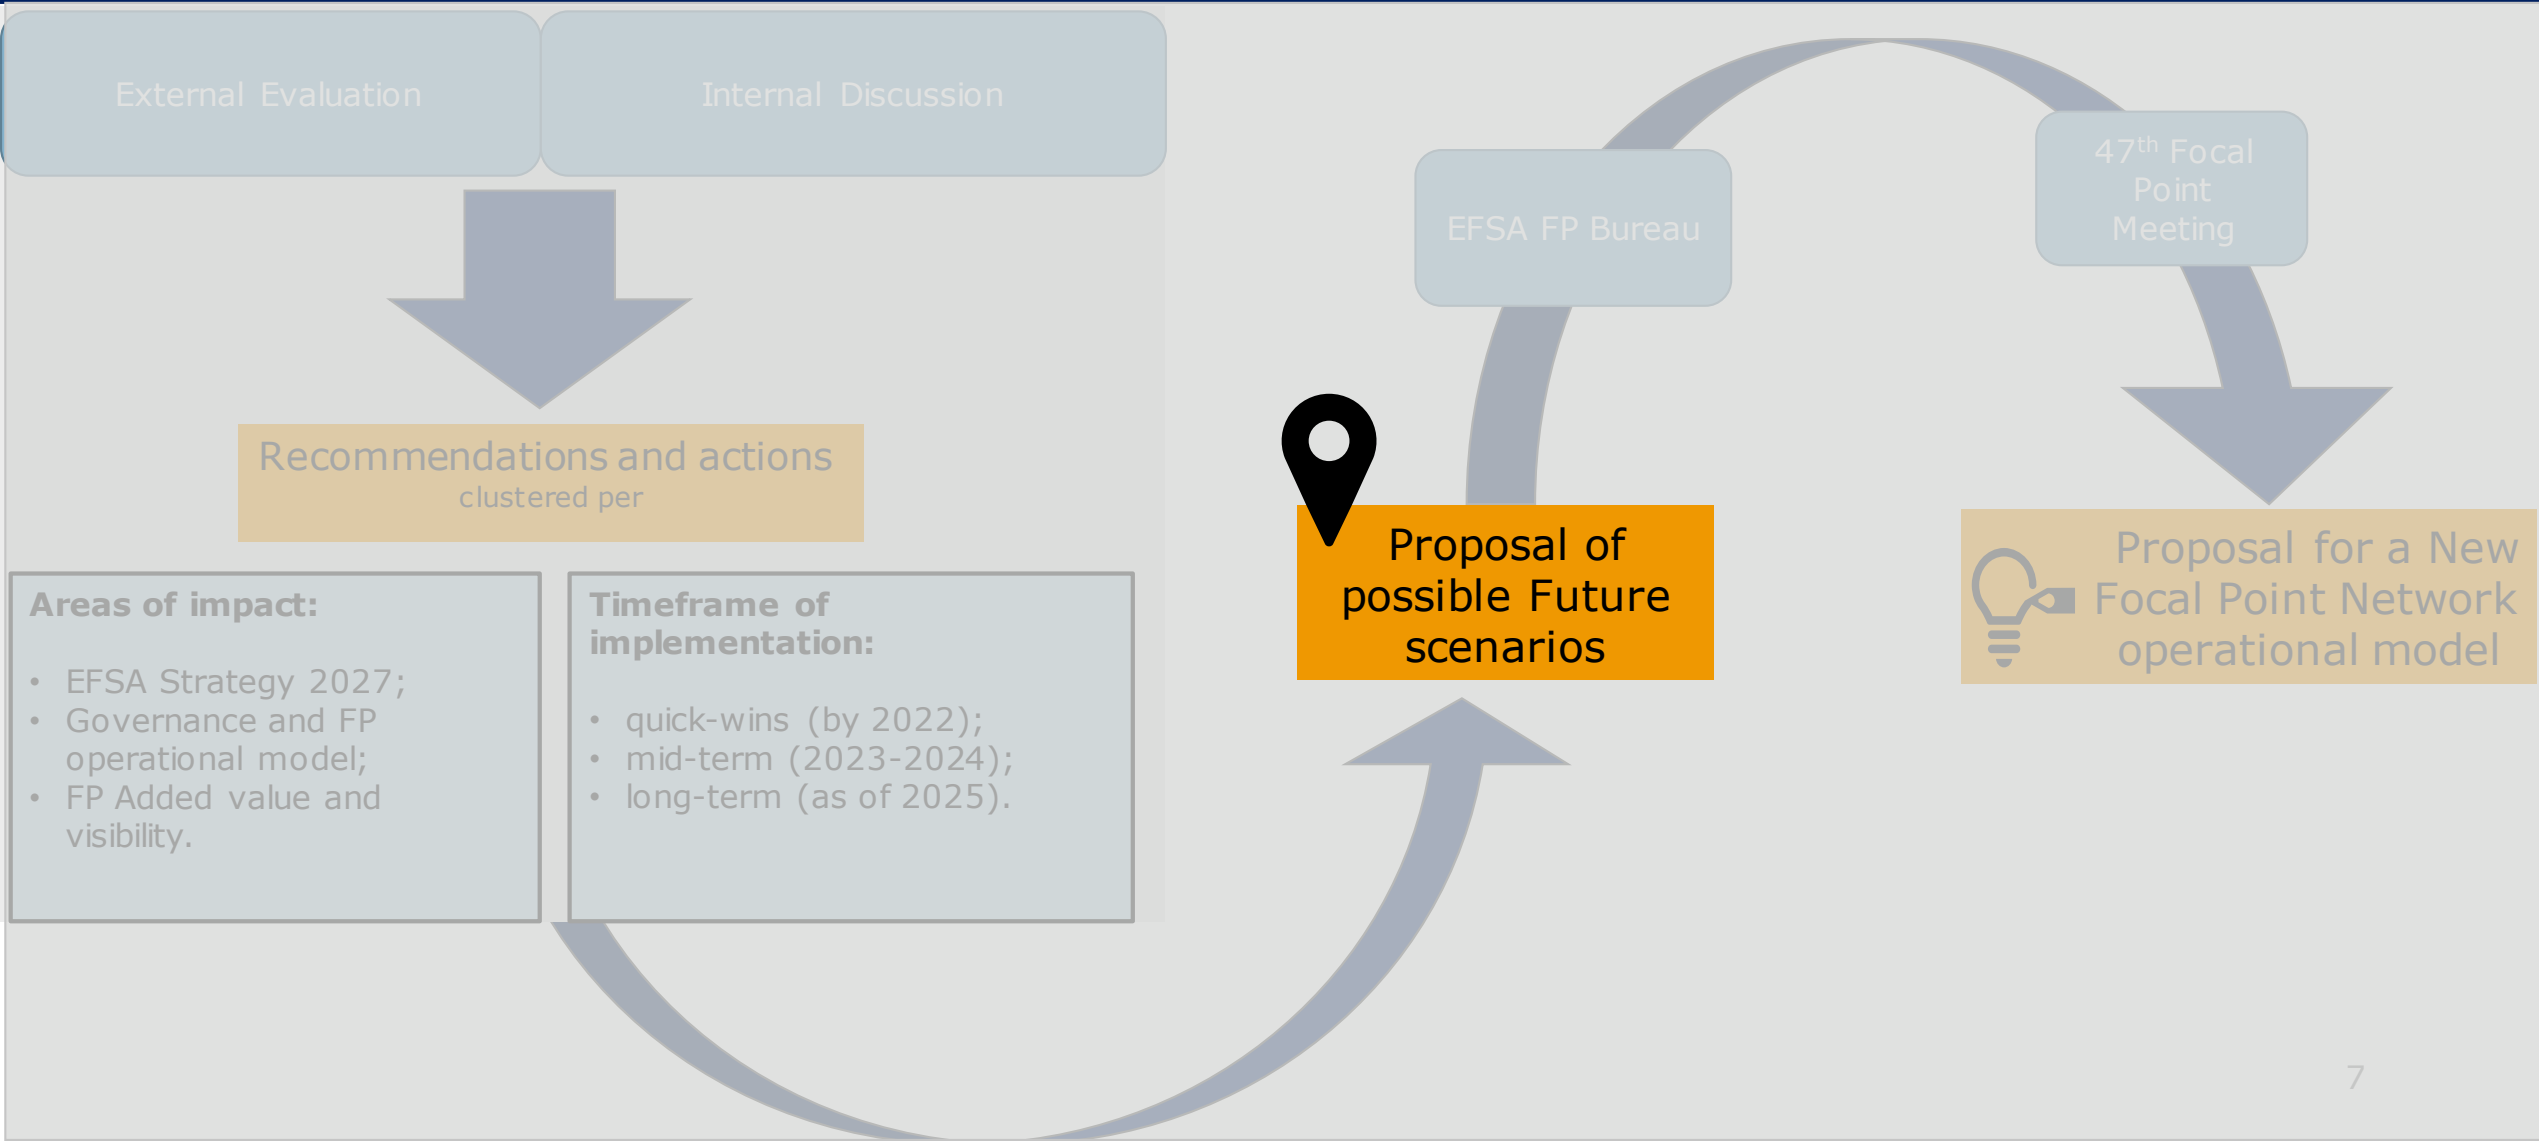 External Evaluation
Internal Discussion
Recommendations and actions
clustered per
Areas of impact:
• EFSA Strategy 2027;
• Governance and FP
operational model;
• FP Added value and
visibility.
Timeframe of
implementation:
• quick-wins (by 2022);
• mid-term (2023-2024);
• long-term (as of 2025).
Proposal of
possible Future
scenarios
EFSA FP Bureau
47th Focal
Point
Meeting
Proposal for a New
Focal Point Network
operational model
7